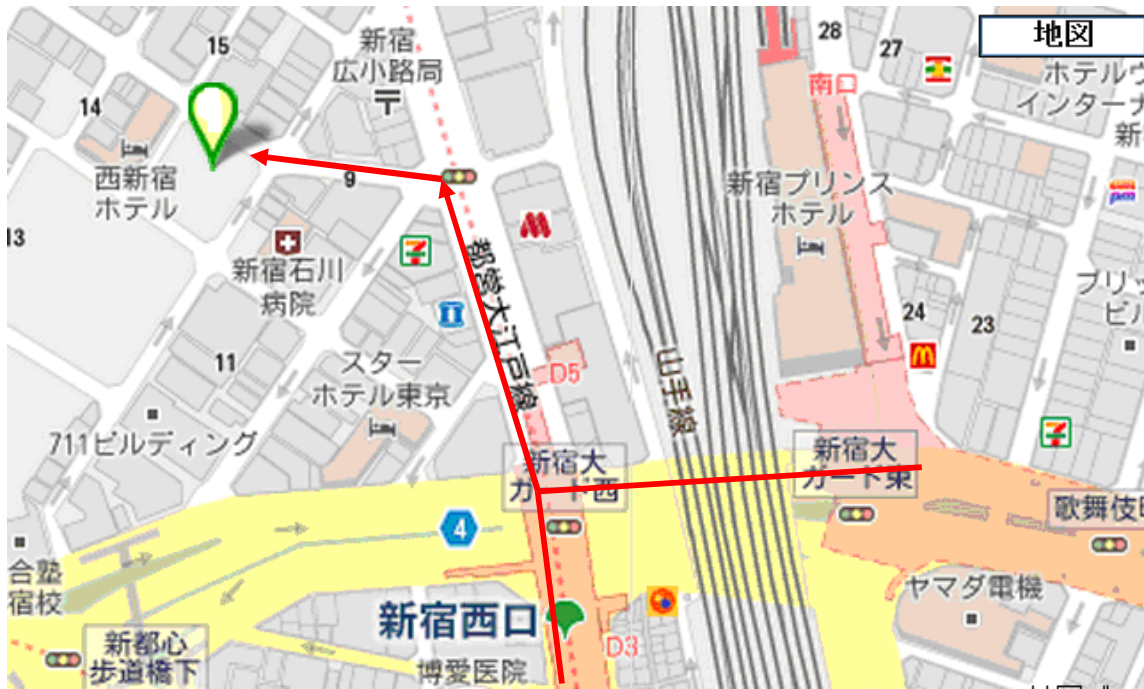 地図
15
新宿
広小路局
28
27
南口
ホテルウ
インターナ
新
14
西新宿
ホテル
9
新宿プリンス
ホテル
13
新宿石川
病院
都営大江戸線
24
23
ブリッ
ビル
11
スター
ホテル東京
D5
山手線
711ビルディング
新宿大
ガード西
新宿大
ガード東
4
歌舞伎町
合塾
宿校
ヤマダ電機
新宿西口
D3
新都心
歩道橋下
博愛医院